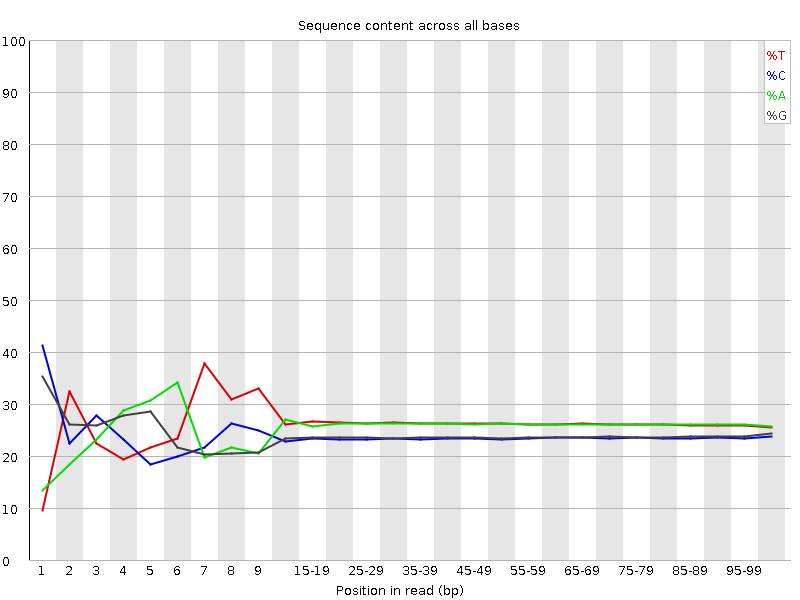 Sequence content across all bases
100
90
80
70
60
50
40
30
20
10
0
%T
%C
%A
%G
1 2 3 4 5 6 7 8 9 15-19 25-29 35-39 45-49 55-59 65-69 75-79 85-89 95-99
Position in read (bp)